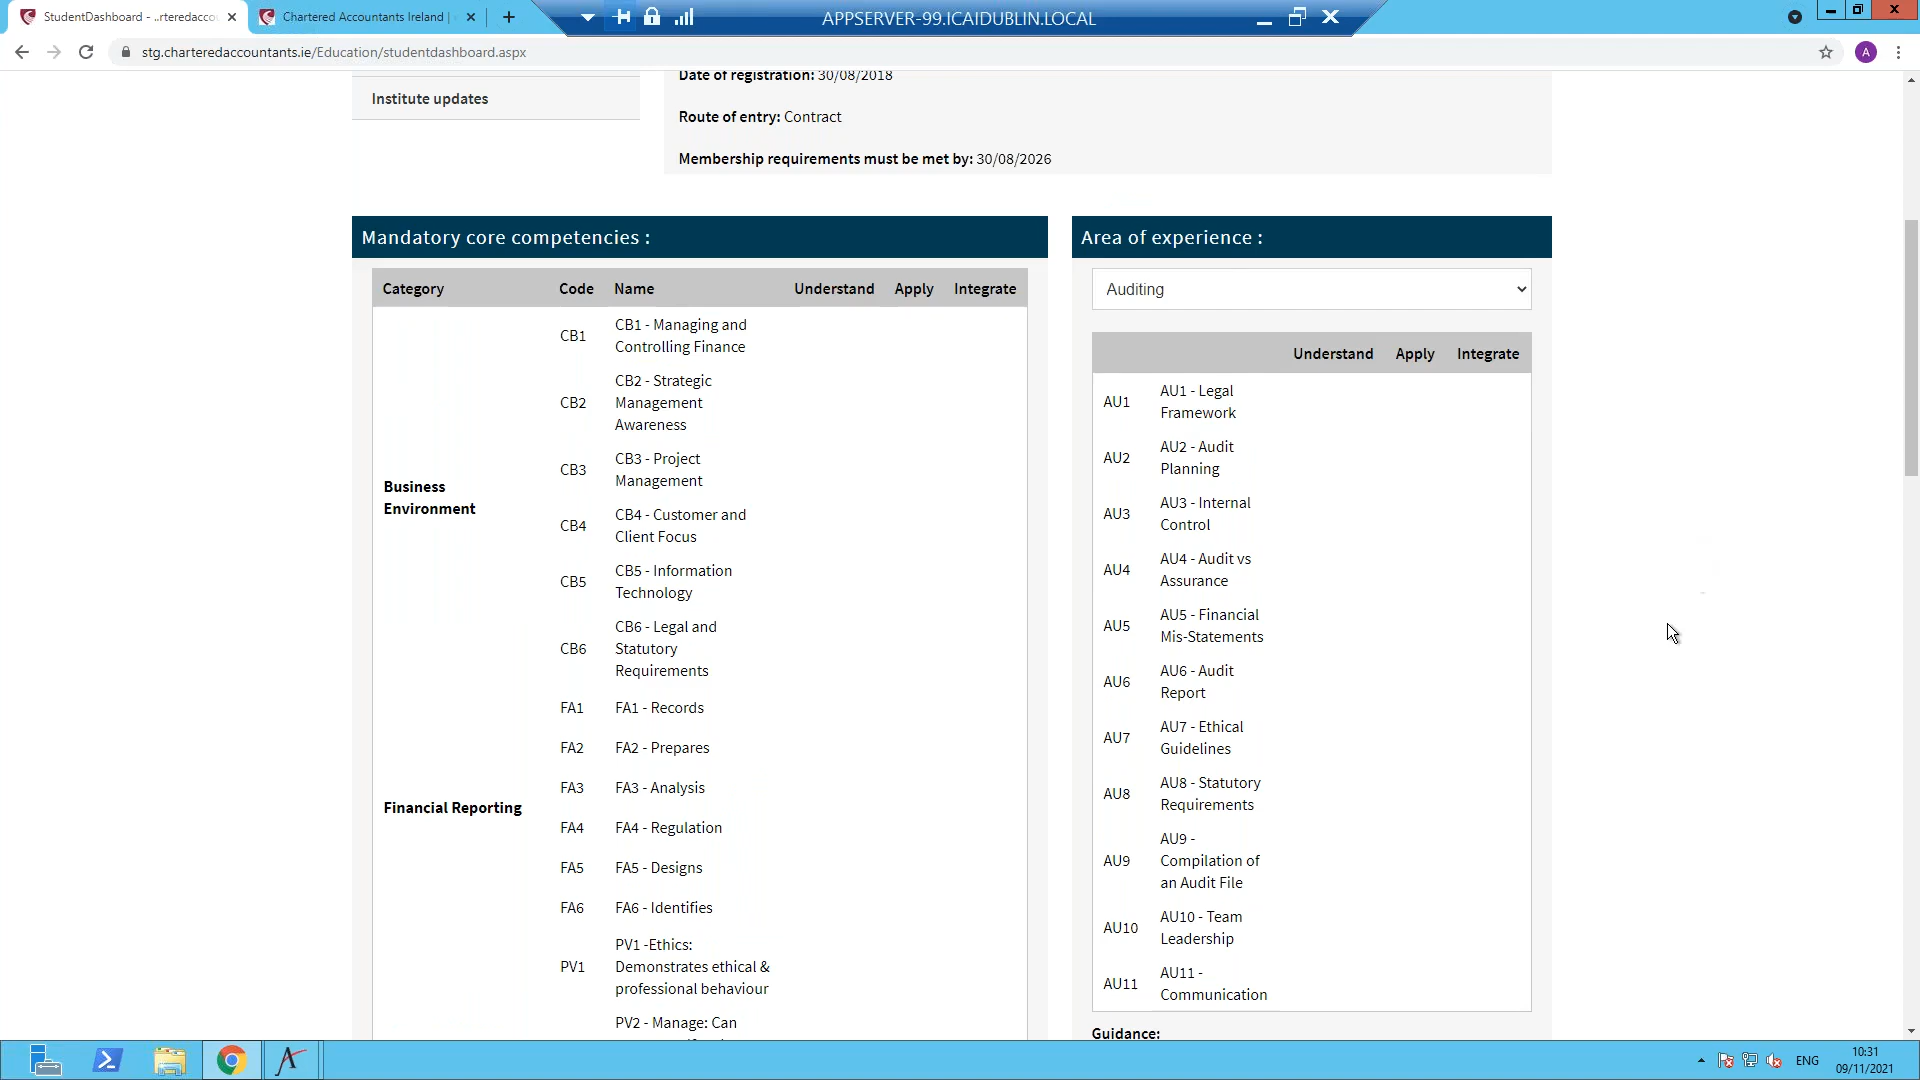 StudentDashboard - ..rteredaccou
Chartered Accountants Ireland |
APPSERVER-99.ICAIDUBLIN.LOCAL
stg.charteredaccountants.ie/Education/studentdashboard.aspx
A
Institute updates
Date of registration: 30/08/2018
Route of entry: Contract
Membership requirements must be met by: 30/08/2026
Mandatory core competencies :
Category Code Name Understand Apply Integrate
Business
Environment
CB1 CB1 - Managing and
Controlling Finance
CB2 CB2 - Strategic
Management
Awareness
CB3 CB3 - Project
Management
CB4 CB4 - Customer and
Client Focus
CB5 CB5 - Information
Technology
CB6 CB6 - Legal and
Statutory
Requirements
Financial Reporting
FA1 FA1 - Records
FA2 FA2 - Prepares
FA3 FA3 - Analysis
FA4 FA4 - Regulation
FA5 FA5 - Designs
FA6 FA6 - Identifies
PV1 PV1 -Ethics:
Demonstrates ethical &
professional behaviour
PV2 - Manage: Can
Area of experience :
Auditing
Understand Apply Integrate
AU1 AU1 - Legal
Framework
AU2 AU2 - Audit
Planning
AU3 AU3 - Internal
Control
AU4 AU4 - Audit vs
Assurance
AU5 AU5 - Financial
Mis-Statements
AU6 AU6 - Audit
Report
AU7 AU7 - Ethical
Guidelines
AU8 AU8 - Statutory
Requirements
AU9 AU9 -
Compilation of
an Audit File
AU10 AU10 - Team
Leadership
AU11 AU11 -
Communication
Guidance:
ENG
10:31
09/11/2021